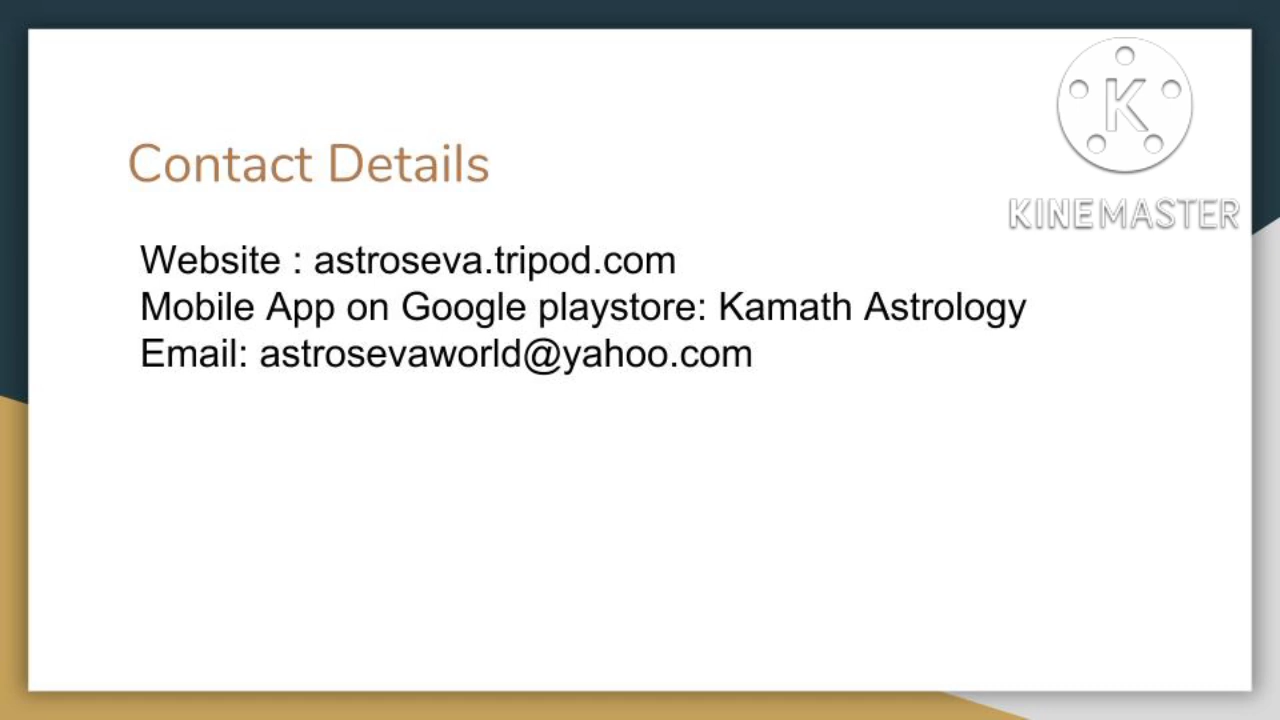 Contact Details
Website : astroseva.tripod.com
Mobile App on Google playstore: Kamath Astrology
Email: astrosevaworld@yahoo.com
K
KINEMASTER